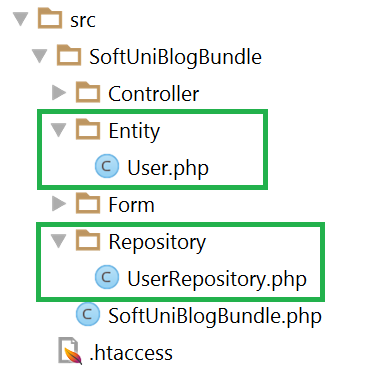 src
SoftUniBlogBundle
Controller
Entity
C User.php
Form
Repository
C UserRepository.php
SoftUniBlogBundle.php
.htaccess